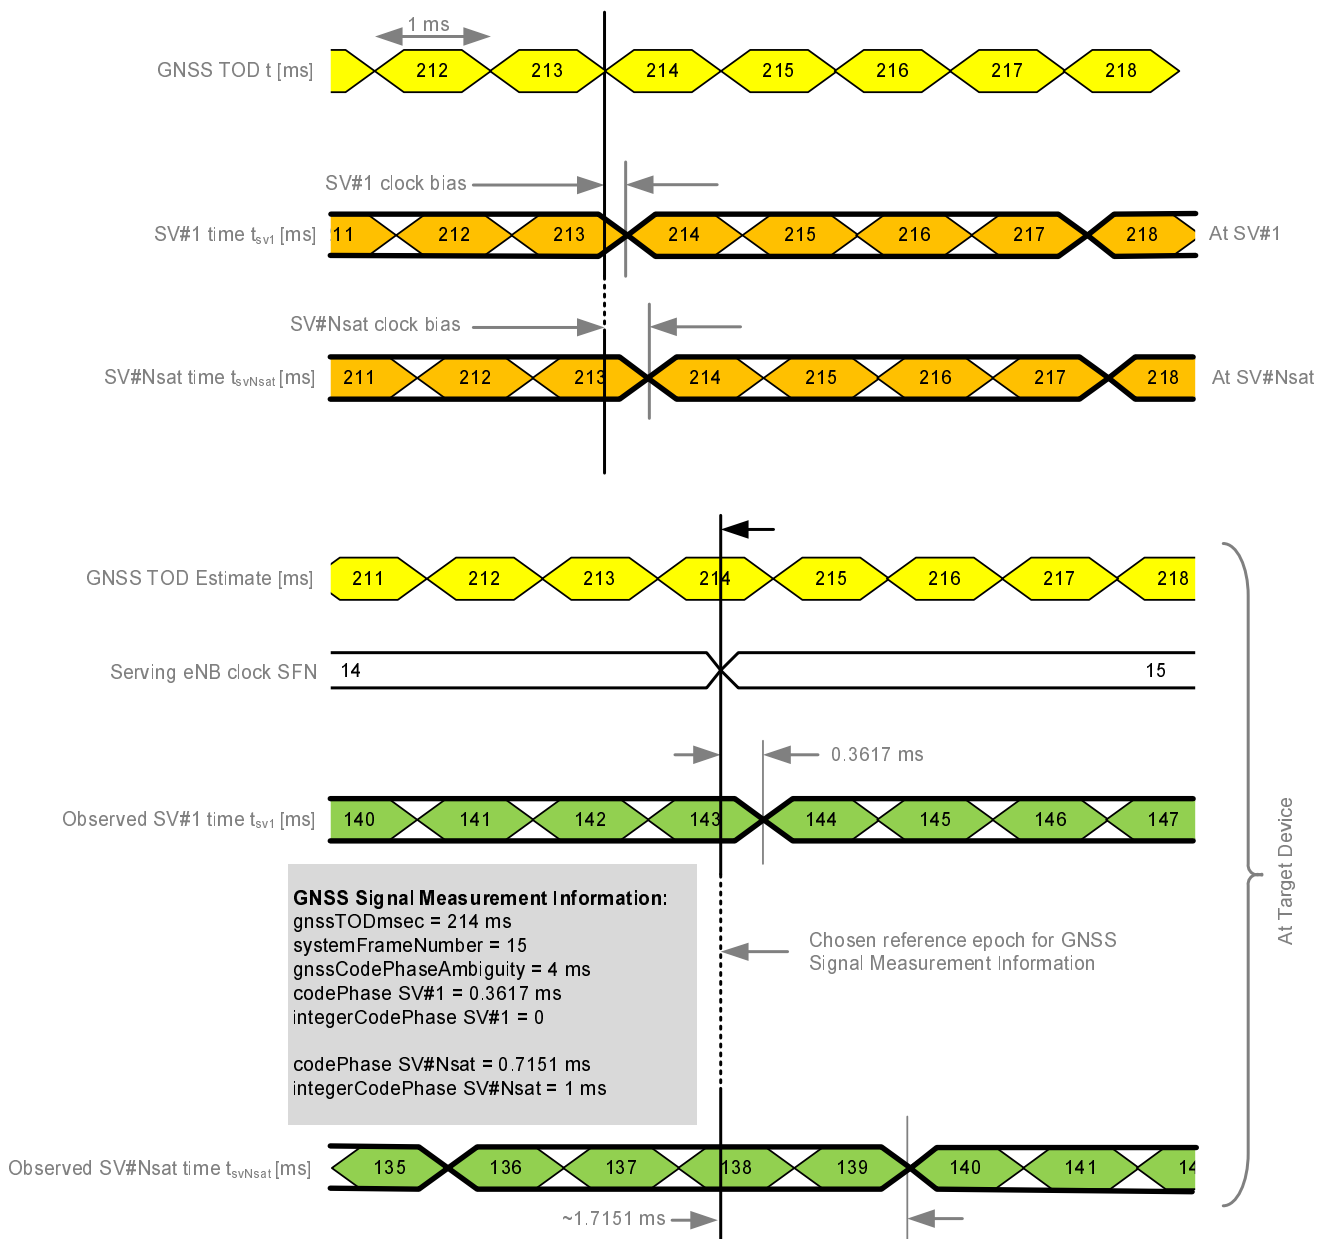 1 ms
GNSS TOD t [ms] 212 213 214 215 216 217 218
SV#1 clock bias
SV#1 time tsv1 [ms] 11 212 213 214 215 216 217 218 At SV#1
SV#Nsat clock bias
SV#Nsat time tsvNsat [ms] 211 212 213 214 215 216 217 218 At SV#Nsat
GNSS TOD Estimate [ms] 211 212 213 214 215 216 217 218
Serving eNB clock SFN 14 15
0.3617 ms
Observed SV#1 time tsv1 [ms] 140 141 142 143 144 145 146 147
At Target Device
GNSS Signal Measurement Information:
gnssTODmsec = 214 ms
systemFrameNumber = 15
gnssCodePhaseAmbiguity = 4 ms
codePhase SV#1 = 0.3617 ms
integerCodePhase SV#1 = 0
codePhase SV#Nsat = 0.7151 ms
integerCodePhase SV#Nsat = 1 ms
Chosen reference epoch for GNSS
Signal Measurement Information
Observed SV#Nsat time tsvNsat [ms] 135 136 137 138 139 140 141 14
~1.7151 ms